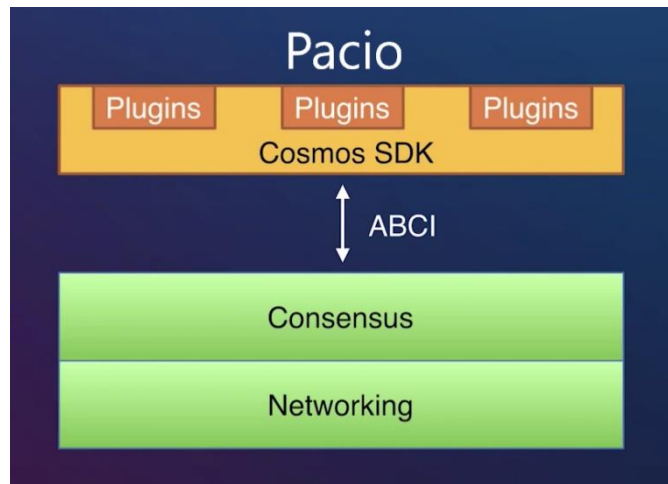 Pacio
Plugins Plugins Plugins
Cosmos SDK
ABCI
Consensus
Networking